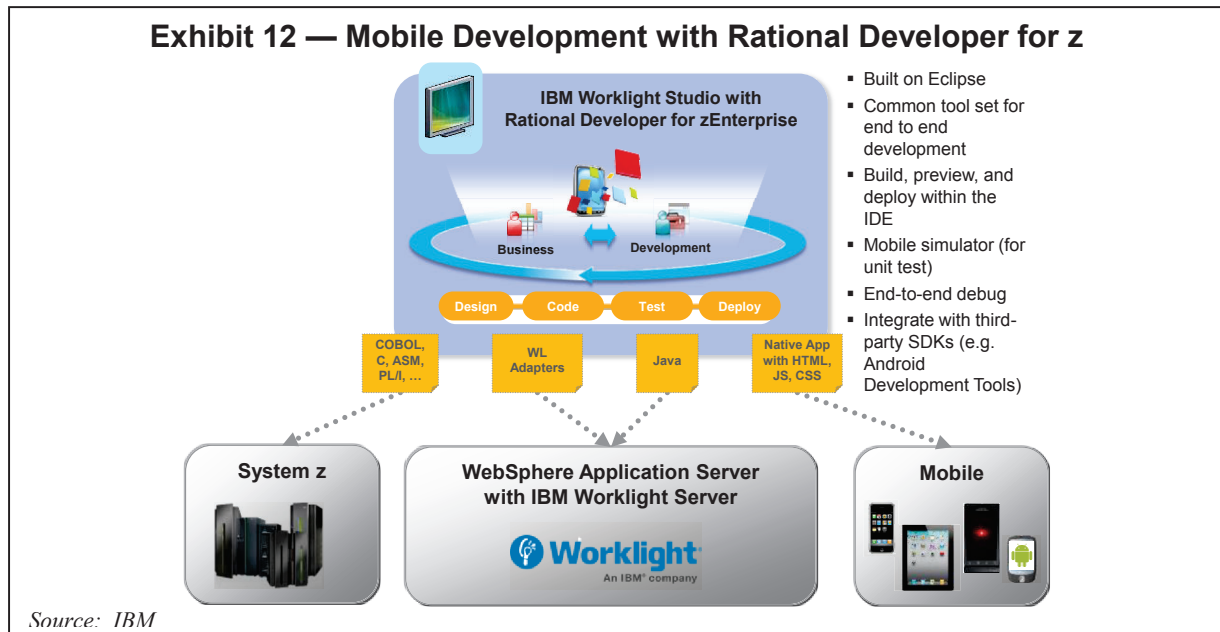 Exhibit 12 — Mobile Development with Rational Developer for z
IBM Worklight Studio with
Rational Developer for zEnterprise
Business
Development
Design
Code
Test
Deploy
▪ Built on Eclipse
▪ Common tool set for
end to end
development
▪ Build, preview, and
deploy within the
IDE
▪ Mobile simulator (for
unit test)
▪ End-to-end debug
▪ Integrate with third-
party SDKs (e.g.
Android
Development Tools)
COBOL,
C, ASM,
PL/I, …
WL
Adapters
Java
Native App
with HTML,
JS, CSS
System z
WebSphere Application Server
with IBM Worklight Server
Worklight
An IBM® company
Mobile
Source: IBM